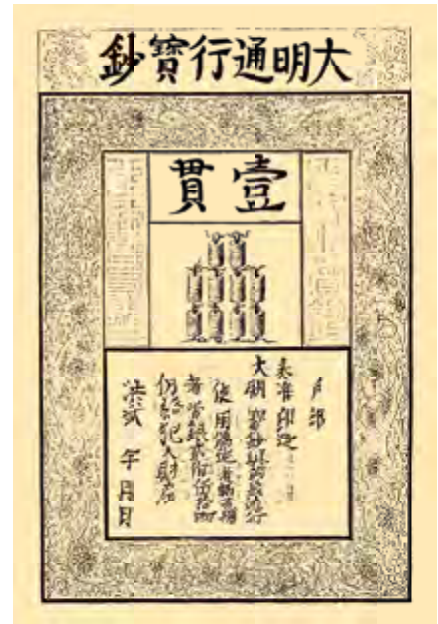 大明通行寶鈔
壹貫
戶部
奏准印造
大明寶鈔與銅錢通行
使用偽造者斬告捕
者賞銀貳佰伍拾兩
仍給犯人財產
洪武 年 月 日